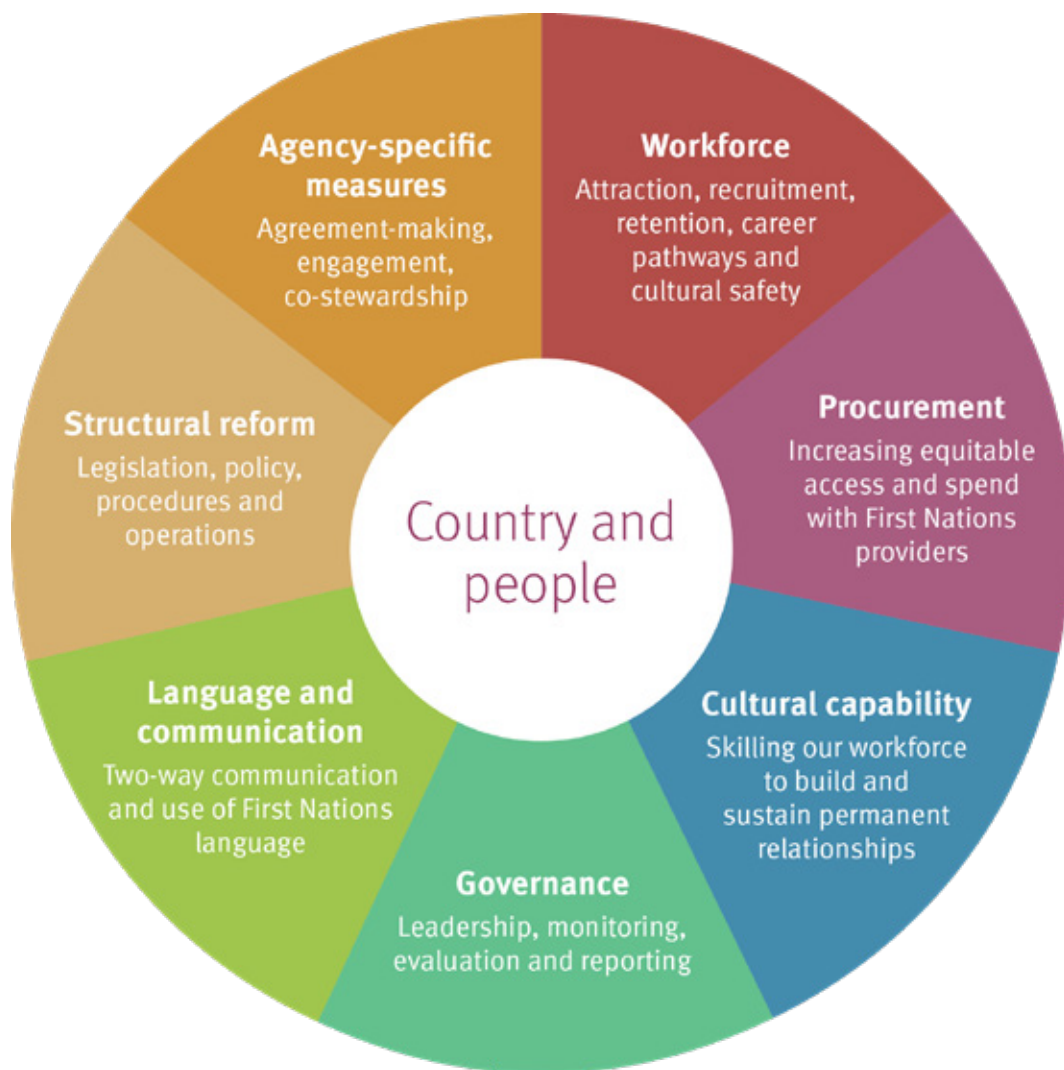 Agency-specific
measures
Agreement-making,
engagement,
co-stewardship
Workforce
Attraction, recruitment,
retention, career
pathways and
cultural safety
Procurement
Increasing equitable
access and spend
with First Nations
providers
Cultural capability
Skilling our workforce
to build and
sustain permanent
relationships
Governance
Leadership, monitoring,
evaluation and reporting
Language and
communication
Two-way communication
and use of First Nations
language
Structural reform
Legislation, policy,
procedures and
operations
Country and
people